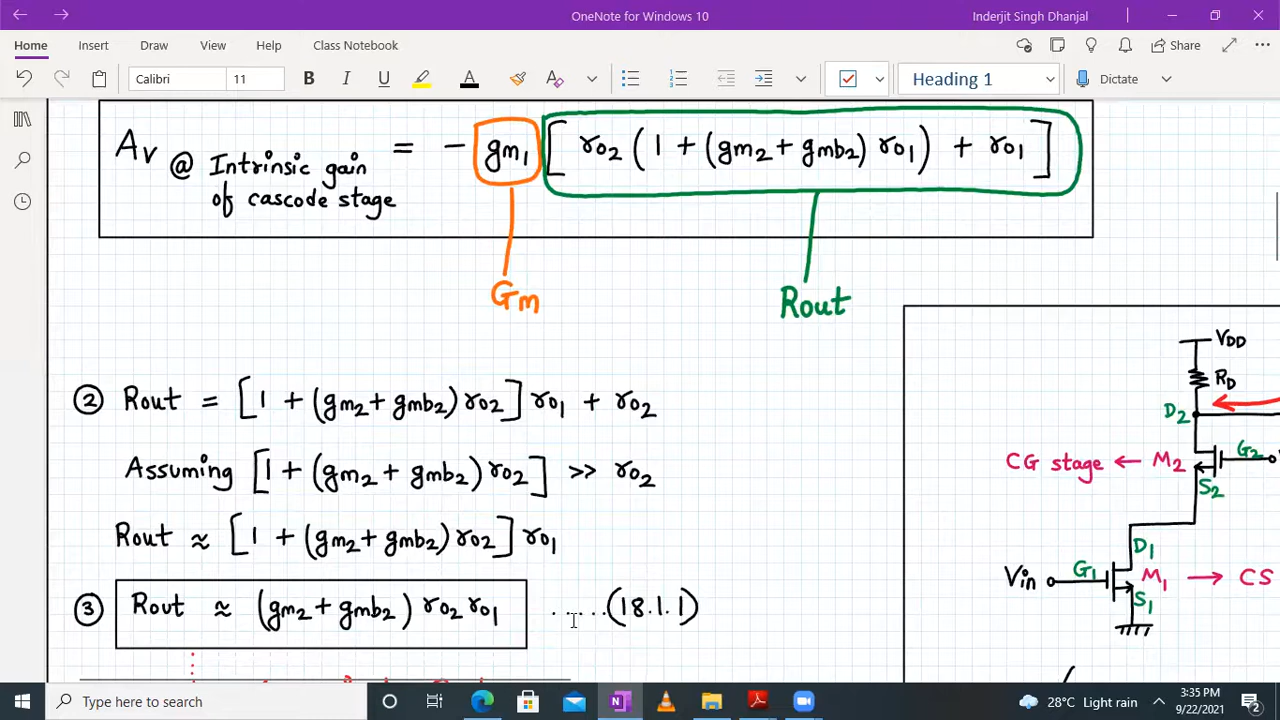 OneNote for Windows 10
Inderjit Singh Dhanjal
Home Insert Draw View Help Class Notebook
Share
Calibri 11 B I U A
Heading 1
Dictate
Av @ Intrinsic gain of cascode stage = - gm1 [ ro2 ( 1 + (gm2 + gmb2) ro1 ) + ro1 ]
Gm
Rout
② Rout = [1 + (gm2 + gmb2) ro2] ro1 + ro2
Assuming [1 + (gm2 + gmb2) ro2] >> ro2
Rout ≈ [1 + (gm2 + gmb2) ro2] ro1
③ Rout ≈ (gm2 + gmb2) ro2 ro1 .....(18.1.1)
VDD
RD
D2
CG stage ← M2
G2
S2
D1
Vin
G1
M1 → CS
S1
Type here to search
28°C Light rain
3:35 PM
9/22/2021
2